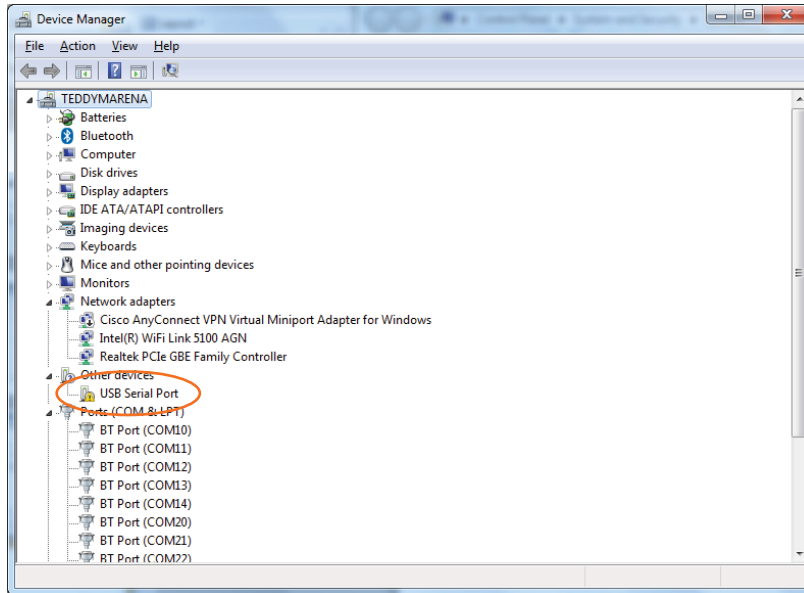 Device Manager
File Action View Help
TEDDYMARENA
Batteries
Bluetooth
Computer
Disk drives
Display adapters
IDE ATA/ATAPI controllers
Imaging devices
Keyboards
Mice and other pointing devices
Monitors
Network adapters
Cisco AnyConnect VPN Virtual Miniport Adapter for Windows
Intel(R) WiFi Link 5100 AGN
Realtek PCIe GBE Family Controller
Other devices
USB Serial Port
Ports (COM & LPT)
BT Port (COM10)
BT Port (COM11)
BT Port (COM12)
BT Port (COM13)
BT Port (COM14)
BT Port (COM20)
BT Port (COM21)
BT Port (COM22)